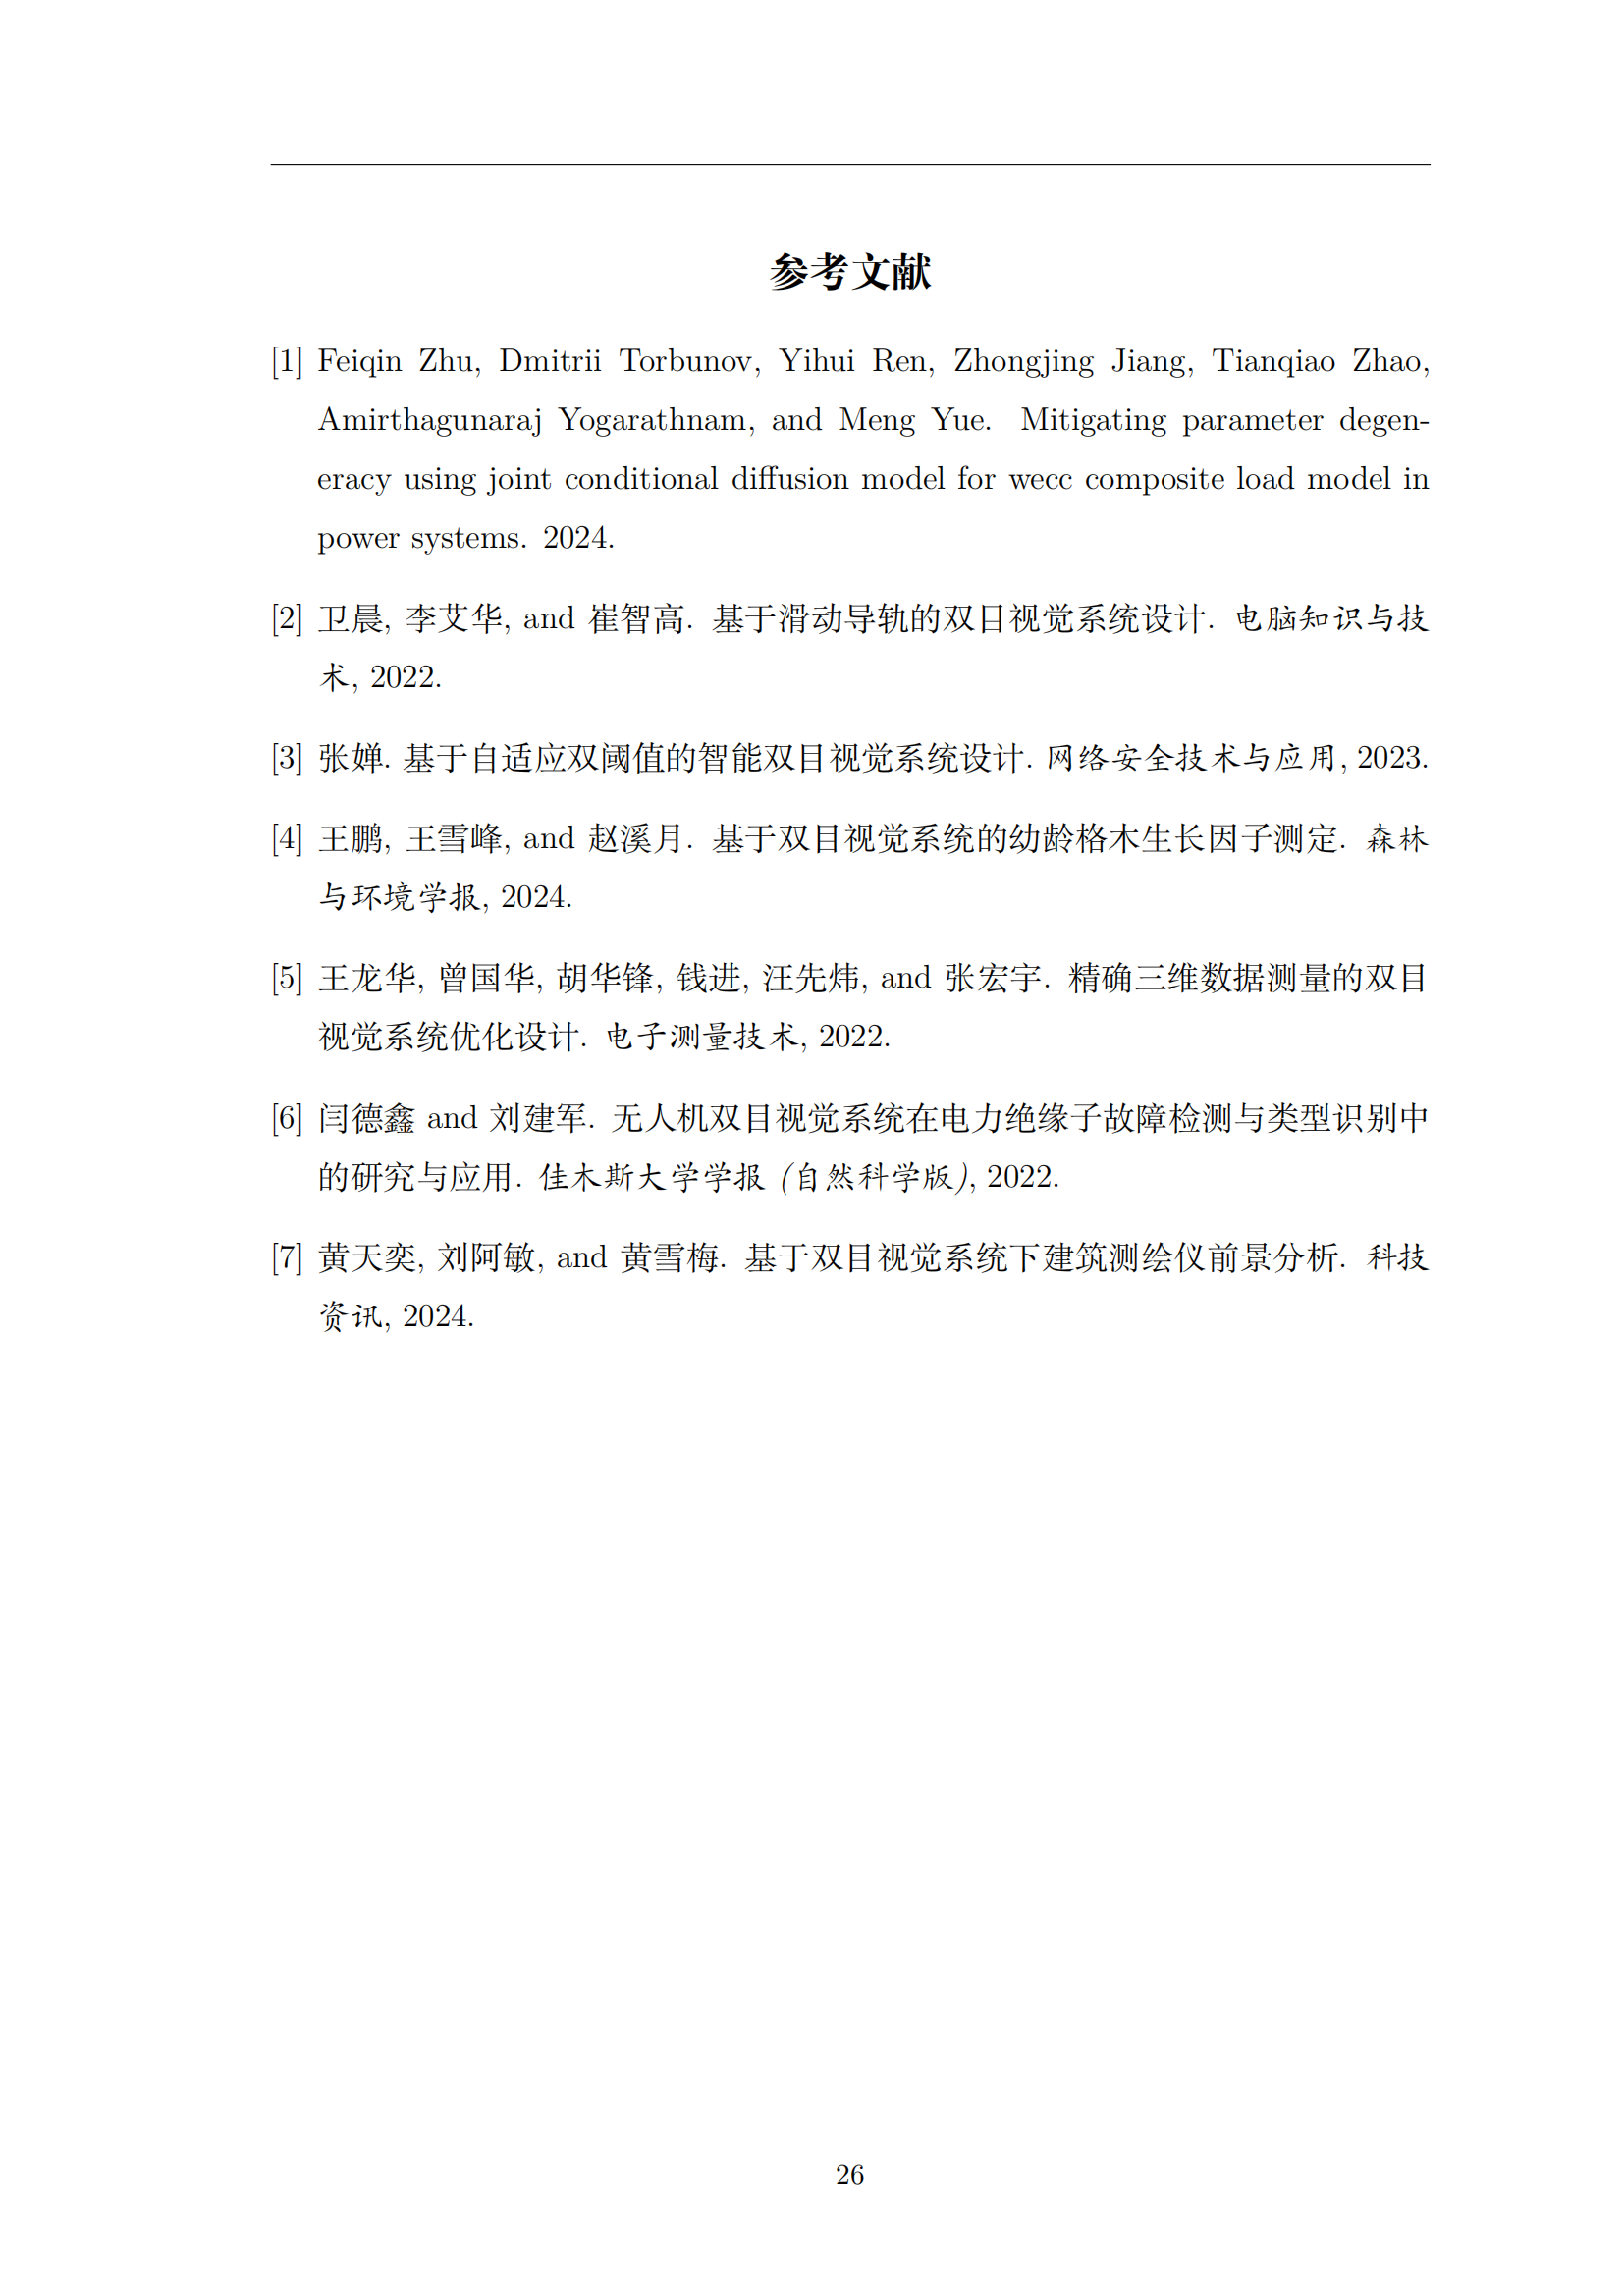 参考文献
[1] Feiqin Zhu, Dmitrii Torbunov, Yihui Ren, Zhongjing Jiang, Tianqiao Zhao,
Amirthagunaraj Yogarathnam, and Meng Yue. Mitigating parameter degen-
eracy using joint conditional diffusion model for wecc composite load model in
power systems. 2024.
[2] 卫晨, 李艾华, and 崔智高. 基于滑动导轨的双目视觉系统设计. 电脑知识与技
术, 2022.
[3] 张婵. 基于自适应双阈值的智能双目视觉系统设计. 网络安全技术与应用, 2023.
[4] 王鹏, 王雪峰, and 赵溪月. 基于双目视觉系统的幼龄格木生长因子测定. 森林
与环境学报, 2024.
[5] 王龙华, 曾国华, 胡华锋, 钱进, 汪先炜, and 张宏宇. 精确三维数据测量的双目
视觉系统优化设计. 电子测量技术, 2022.
[6] 闫德鑫 and 刘建军. 无人机双目视觉系统在电力绝缘子故障检测与类型识别中
的研究与应用. 佳木斯大学学报 (自然科学版), 2022.
[7] 黄天奕, 刘阿敏, and 黄雪梅. 基于双目视觉系统下建筑测绘仪前景分析. 科技
资讯, 2024.
26